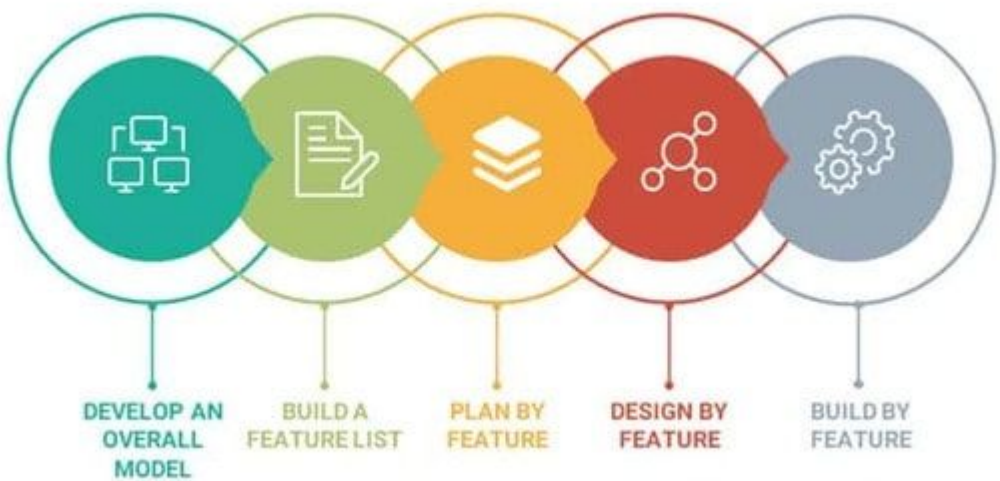 DEVELOP AN
OVERALL
MODEL
BUILD A
FEATURE LIST
PLAN BY
FEATURE
DESIGN BY
FEATURE
BUILD BY
FEATURE